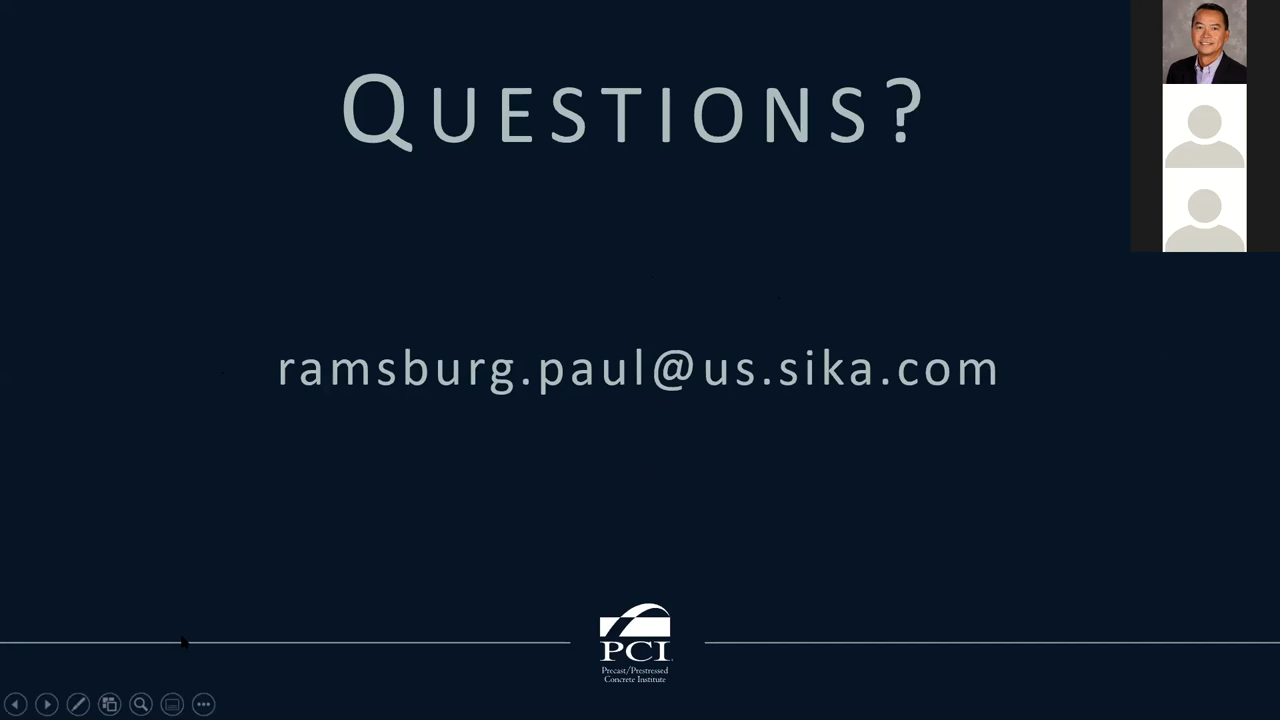 QUESTIONS?
ramsburg.paul@us.sika.com
PCI
Precast/Prestressed
Concrete Institute